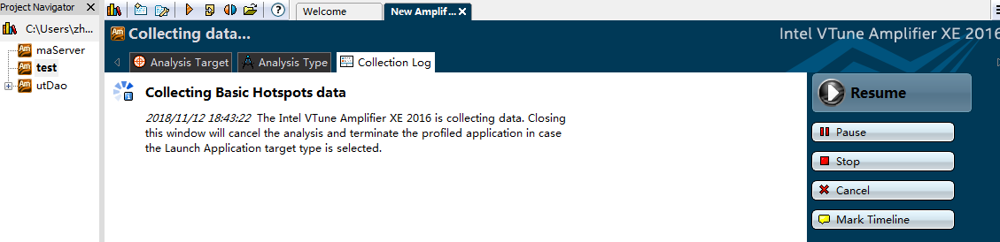 Project Navigator
Welcome
New Amplif...
C:\Users\zh...
Collecting data...
Intel VTune Amplifier XE 2016
maServer
test
utDao
Analysis Target
Analysis Type
Collection Log
Collecting Basic Hotspots data
2018/11/12 18:43:22 The Intel VTune Amplifier XE 2016 is collecting data. Closing
this window will cancel the analysis and terminate the profiled application in case
the Launch Application target type is selected.
Resume
Pause
Stop
Cancel
Mark Timeline